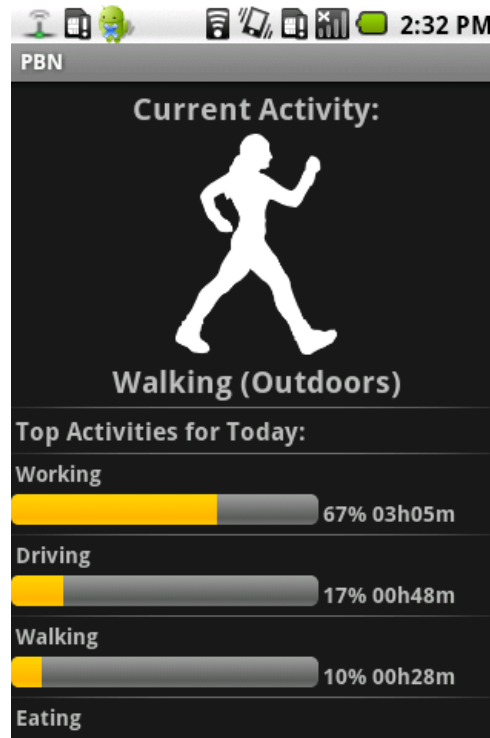 2:32 PM
PBN
Current Activity:
Walking (Outdoors)
Top Activities for Today:
Working
67% 03h05m
Driving
17% 00h48m
Walking
10% 00h28m
Eating